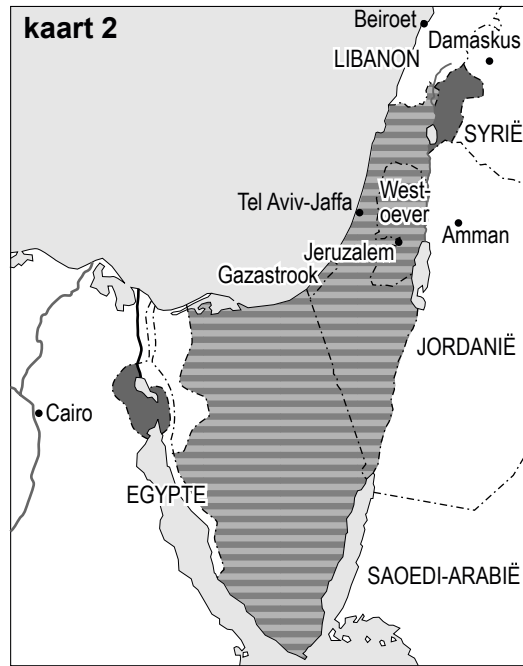 kaart 2
Beiroet
LIBANON
Damaskus
SYRIË
West-
oever
Tel Aviv-Jaffa
Amman
Jeruzalem
Gazastrook
JORDANIË
Cairo
EGYPTE
SAOEDI-ARABIË